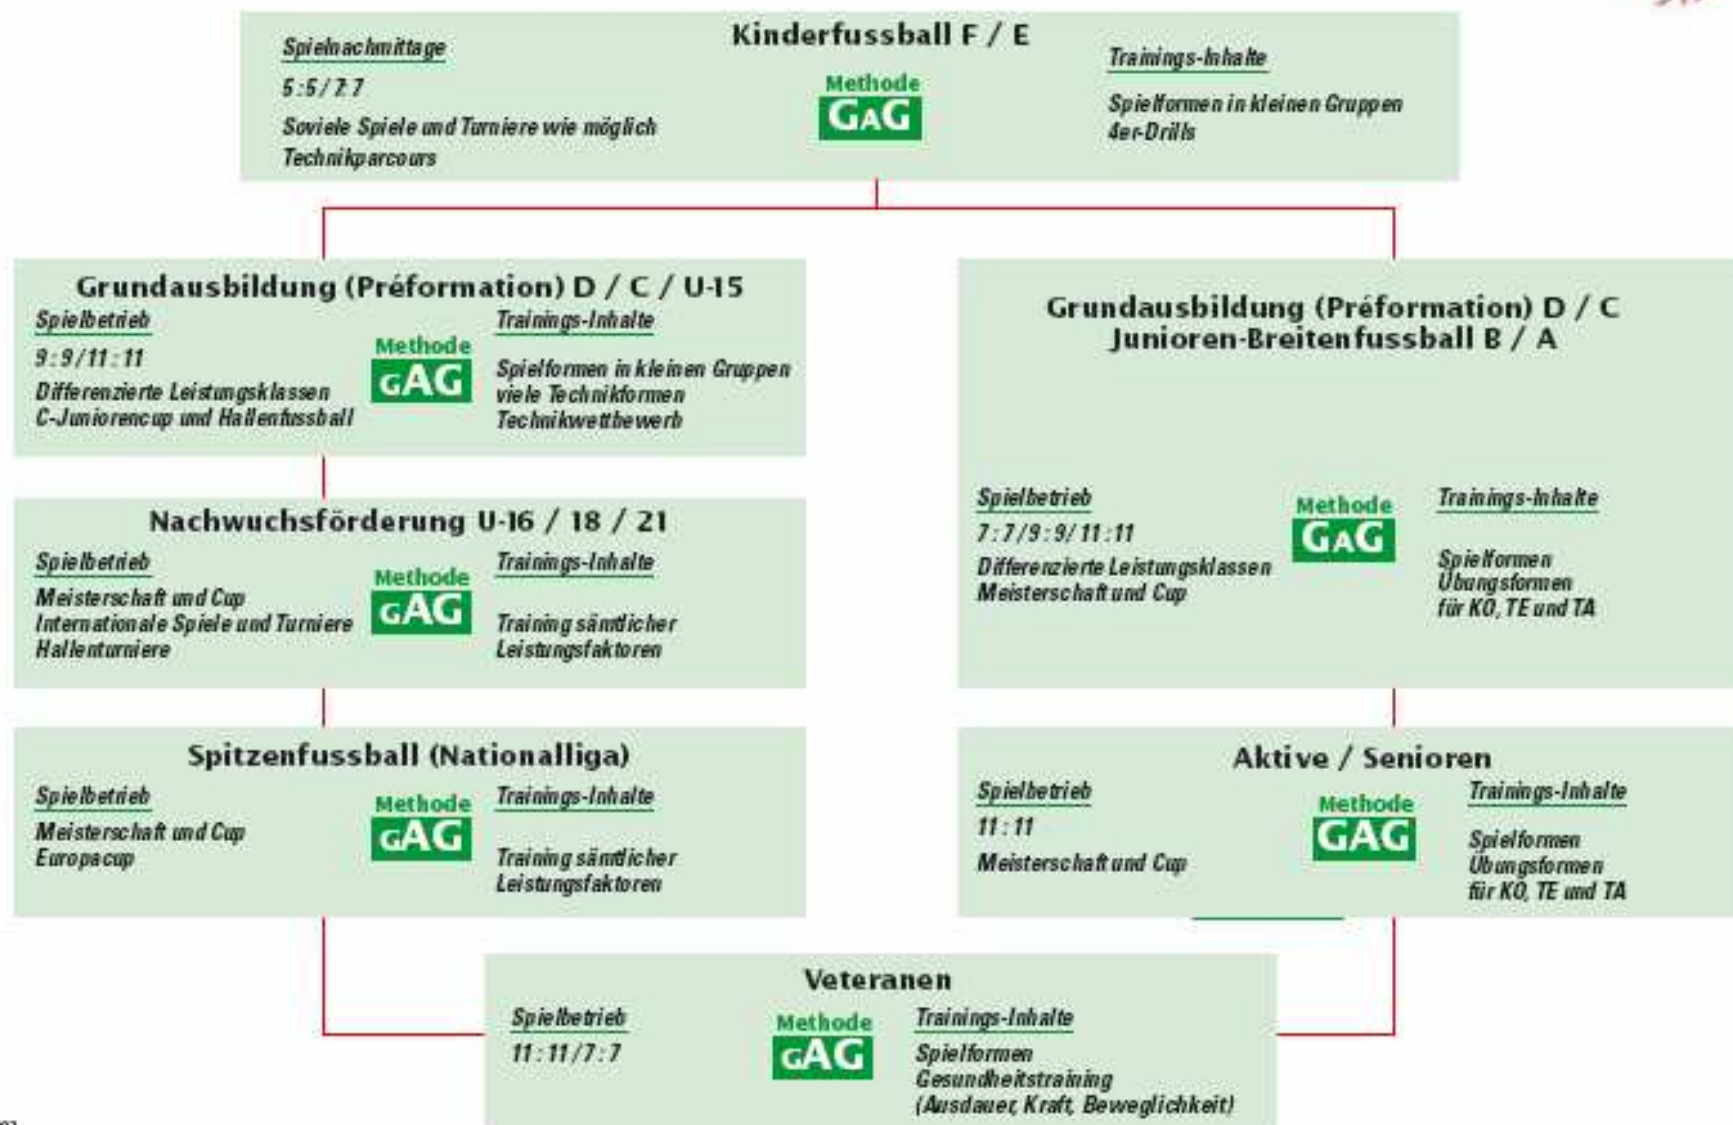 Kinderfussball F / E
Spielnachmittage
5:5/7:7
Soviele Spiele und Turniere wie möglich
Technikparcours
Methode
GAG
Trainings-Inhalte
Spielformen in kleinen Gruppen
4er-Drills
Grundausbildung (Préformation) D / C / U-15
Spielbetrieb
9:9/11:11
Differenzierte Leistungsklassen
C-Juniorencup und Hallenfussball
Methode
GAG
Trainings-Inhalte
Spielformen in kleinen Gruppen
viele Technikformen
Technikwettbewerb
Grundausbildung (Préformation) D / C
Junioren-Breitenfussball B / A
Spielbetrieb
7:7/9:9/11:11
Differenzierte Leistungsklassen
Meisterschaft und Cup
Methode
GAG
Trainings-Inhalte
Spielformen
Übungsformen
für KO, TE und TA
Nachwuchsförderung U-16 / 18 / 21
Spielbetrieb
Meisterschaft und Cup
Internationale Spiele und Turniere
Hallenturniere
Methode
GAG
Trainings-Inhalte
Training sämtlicher
Leistungsfaktoren
Spitzenfussball (Nationalliga)
Spielbetrieb
Meisterschaft und Cup
Europacup
Methode
GAG
Trainings-Inhalte
Training sämtlicher
Leistungsfaktoren
Aktive / Senioren
Spielbetrieb
11:11
Meisterschaft und Cup
Methode
GAG
Trainings-Inhalte
Spielformen
Übungsformen
für KO, TE und TA
Veteranen
Spielbetrieb
11:11/7:7
Methode
GAG
Trainings-Inhalte
Spielformen
Gesundheitstraining
(Ausdauer, Kraft, Beweglichkeit)